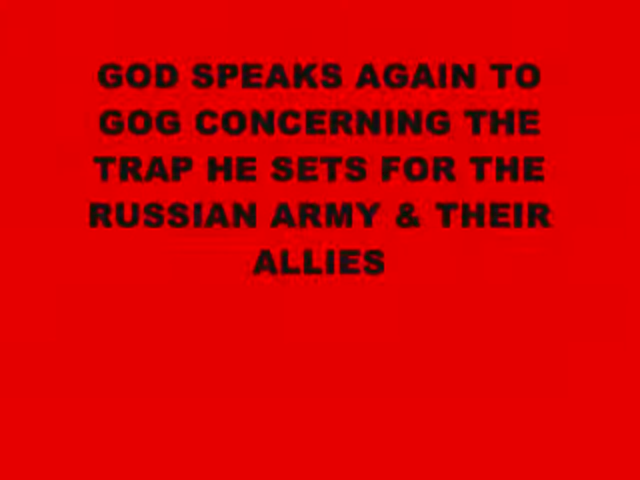 GOD SPEAKS AGAIN TO
GOG CONCERNING THE
TRAP HE SETS FOR THE
RUSSIAN ARMY & THEIR
ALLIES